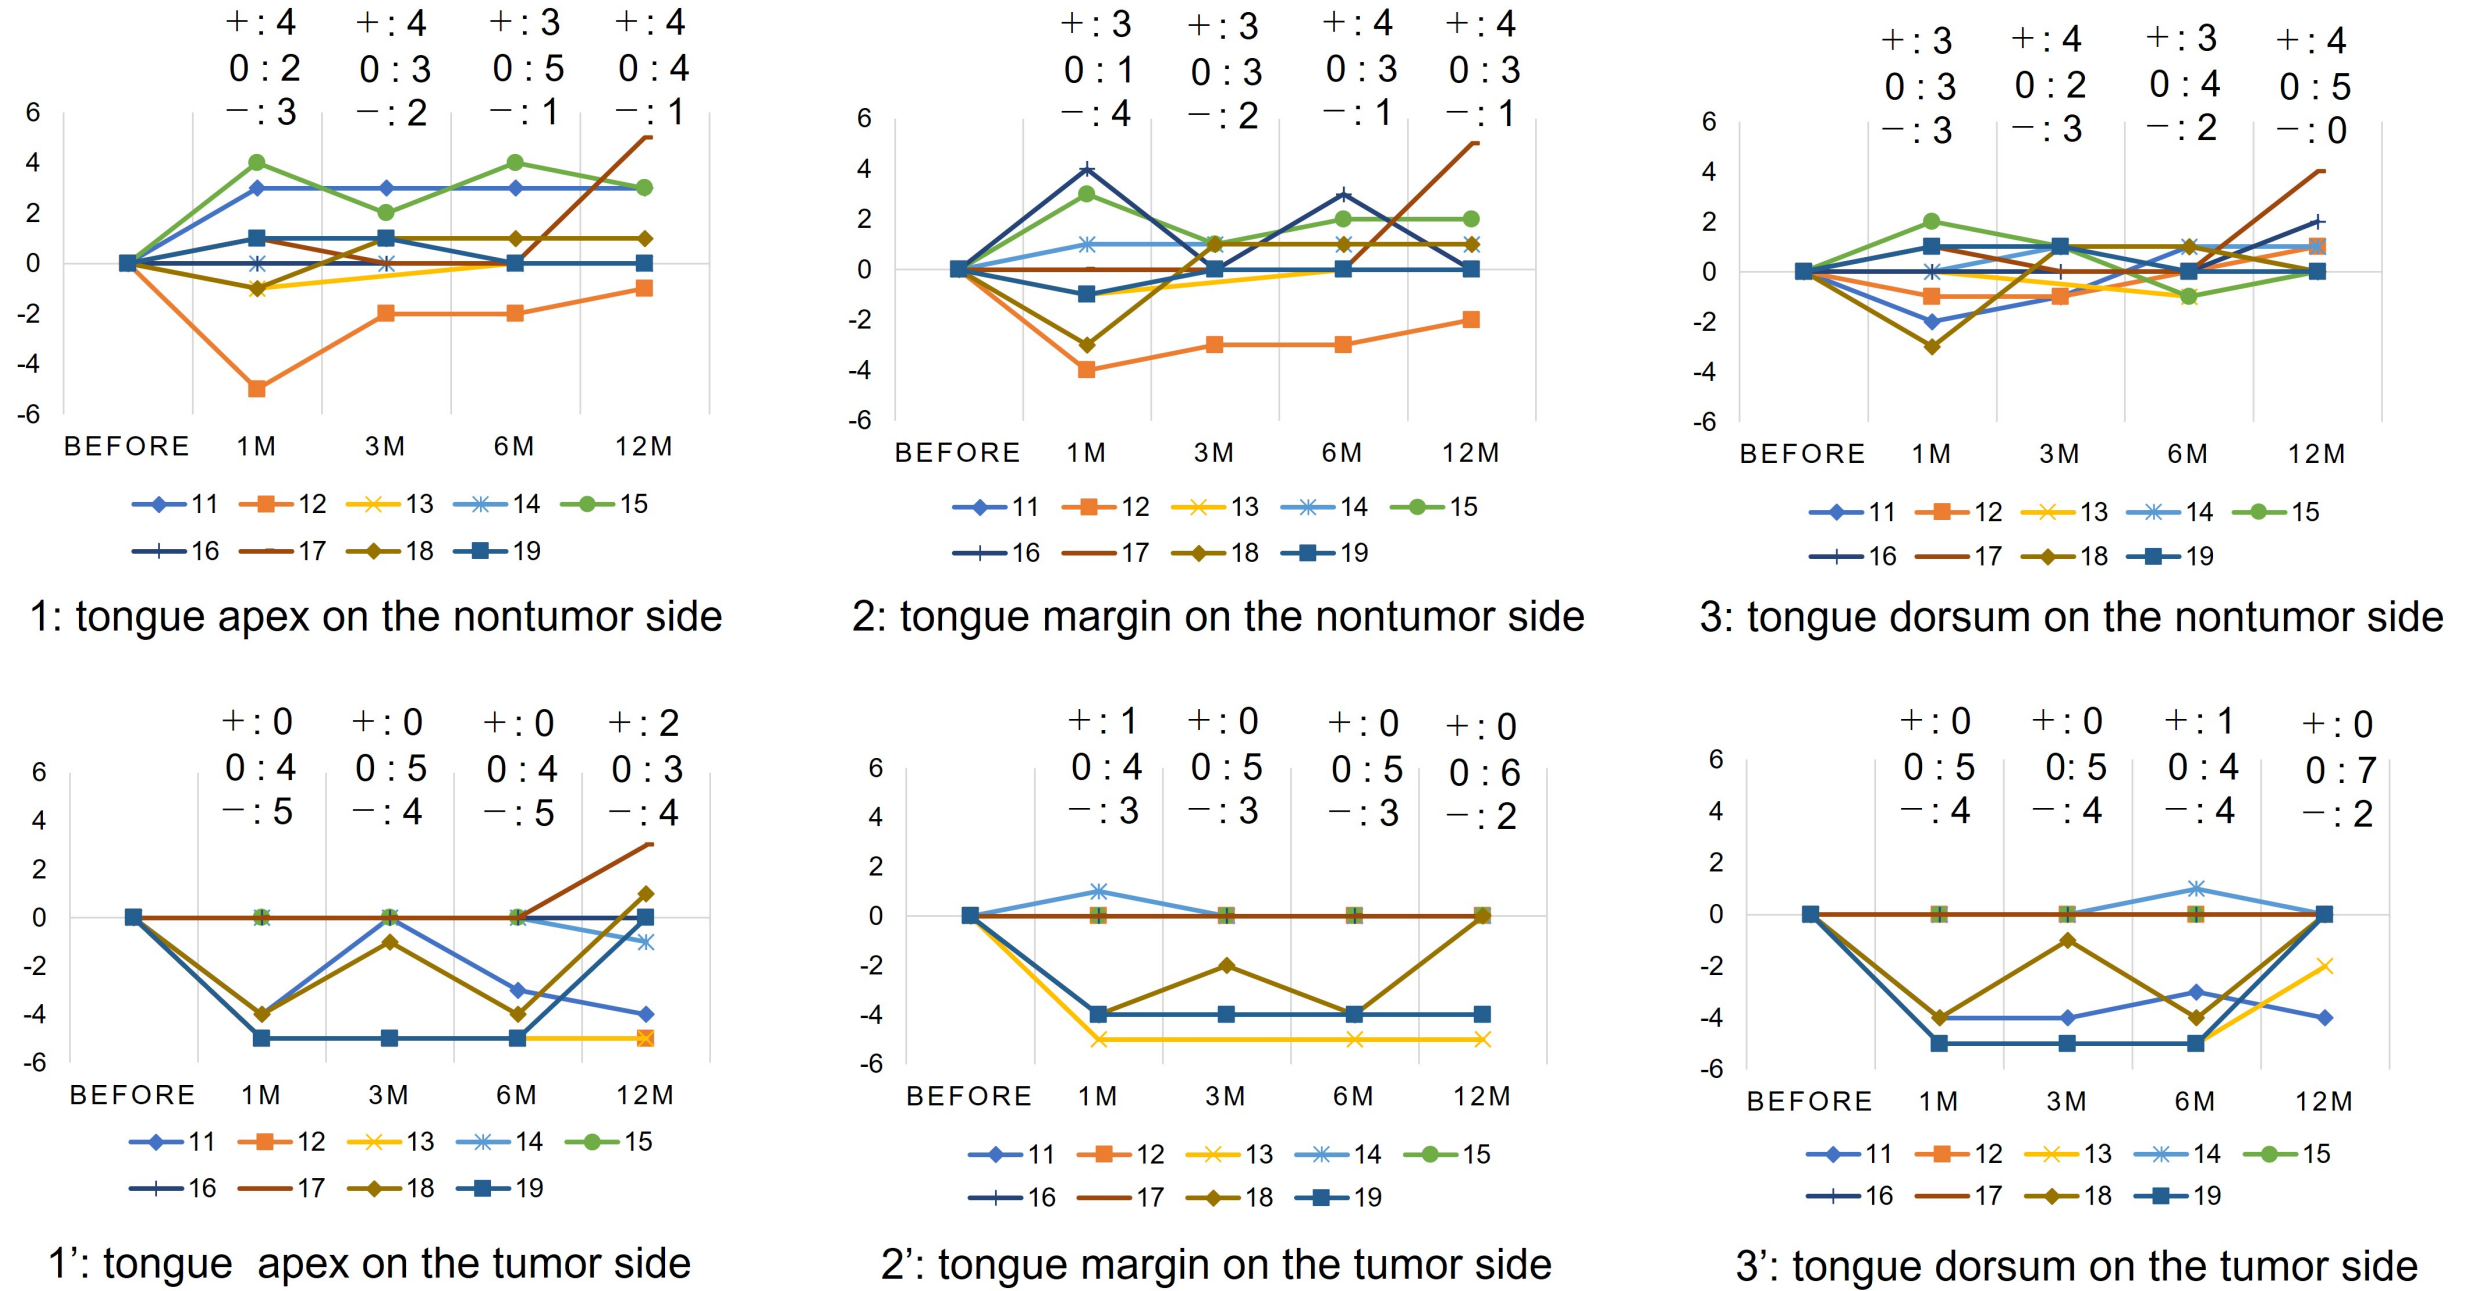 + : 4 + : 4 + : 3 + : 4
0 : 2 0 : 3 0 : 5 0 : 4
− : 3 − : 2 − : 1 − : 1
6
4
2
0
-2
-4
-6
BEFORE 1M 3M 6M 12M
11 12 13 14 15
16 17 18 19
1: tongue apex on the nontumor side
+ : 3 + : 3 + : 4 + : 4
0 : 1 0 : 3 0 : 3 0 : 3
− : 4 − : 2 − : 1 − : 1
6
4
2
0
-2
-4
-6
BEFORE 1M 3M 6M 12M
11 12 13 14 15
16 17 18 19
2: tongue margin on the nontumor side
+ : 3 + : 4 + : 3 + : 4
0 : 3 0 : 2 0 : 4 0 : 5
− : 3 − : 3 − : 2 − : 0
6
4
2
0
-2
-4
-6
BEFORE 1M 3M 6M 12M
11 12 13 14 15
16 17 18 19
3: tongue dorsum on the nontumor side
+ : 0 + : 0 + : 0 + : 2
0 : 4 0 : 5 0 : 4 0 : 3
− : 5 − : 4 − : 5 − : 4
6
4
2
0
-2
-4
-6
BEFORE 1M 3M 6M 12M
11 12 13 14 15
16 17 18 19
1’: tongue apex on the tumor side
+ : 1 + : 0 + : 0 + : 0
0 : 4 0 : 5 0 : 5 0 : 6
− : 3 − : 3 − : 3 − : 2
6
4
2
0
-2
-4
-6
BEFORE 1M 3M 6M 12M
11 12 13 14 15
16 17 18 19
2’: tongue margin on the tumor side
+ : 0 + : 0 + : 1 + : 0
0 : 5 0: 5 0 : 4 0 : 7
− : 4 − : 4 − : 4 − : 2
6
4
2
0
-2
-4
-6
BEFORE 1M 3M 6M 12M
11 12 13 14 15
16 17 18 19
3’: tongue dorsum on the tumor side